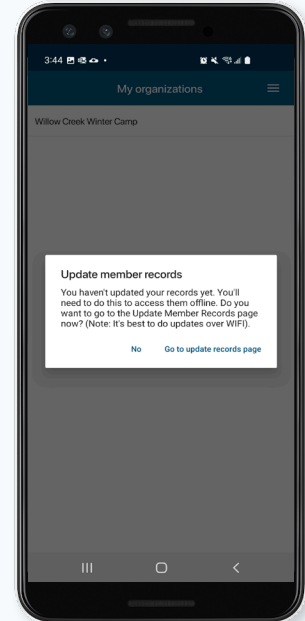 3:44
My organizations
Willow Creek Winter Camp
Update member records
You haven't updated your records yet. You'll
need to do this to access them offline. Do you
want to go to the Update Member Records page
now? (Note: It's best to do updates over WIFI).
No Go to update records page